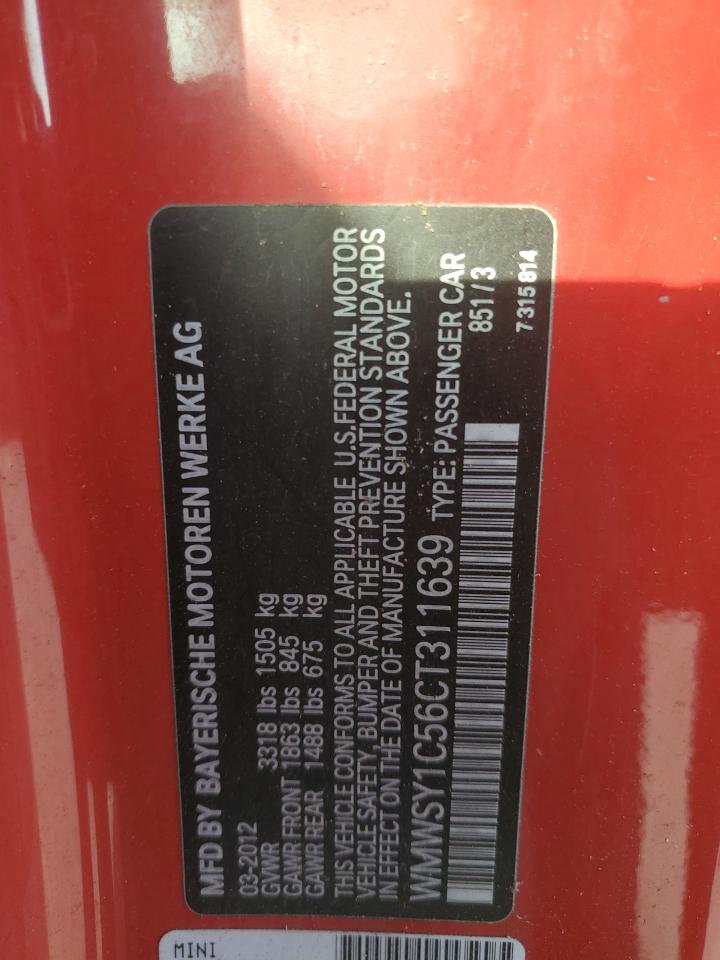 MFD BY BAYERISCHE MOTOREN WERKE AG
03-2012
GVWR 3318 lbs 1505 kg
GAWR FRONT 1863 lbs 845 kg
GAWR REAR 1488 lbs 675 kg
THIS VEHICLE CONFORMS TO ALL APPLICABLE U.S.FEDERAL MOTOR
VEHICLE SAFETY, BUMPER AND THEFT PREVENTION STANDARDS
IN EFFECT ON DATE OF MANUFACTURE SHOWN ABOVE.
WMWSY1C56CT311639 TYPE: PASSENGER CAR
851/3
7 315 814
MINI